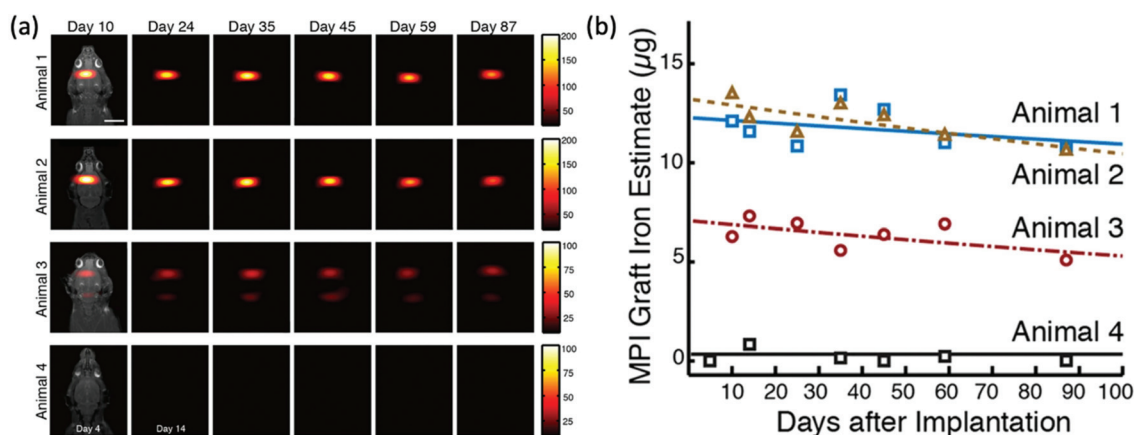 (a)
Day 10 Day 24 Day 35 Day 45 Day 59 Day 87
Animal 1
200
150
100
50
Animal 2
200
150
100
50
Animal 3
100
75
50
25
Animal 4
Day 4
Day 14
100
75
50
25
(b)
MPI Graft Iron Estimate (µg)
15
10
5
0
Animal 1
Animal 2
Animal 3
Animal 4
10 20 30 40 50 60 70 80 90 100
Days after Implantation